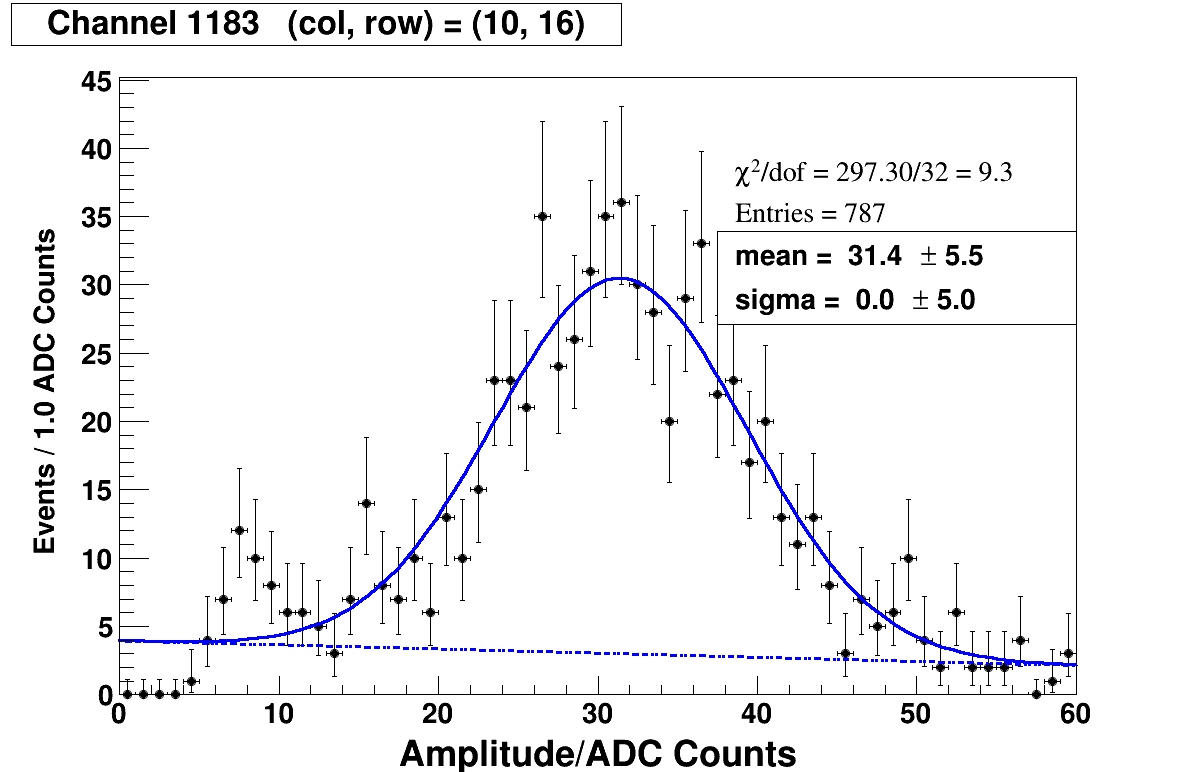 Channel 1183 (col, row) = (10, 16)
45
40
35
30
25
20
15
10
5
0
Events / 1.0 ADC Counts
χ²/dof = 297.30/32 = 9.3
Entries = 787
mean = 31.4 ± 5.5
sigma = 0.0 ± 5.0
0 10 20 30 40 50 60
Amplitude/ADC Counts